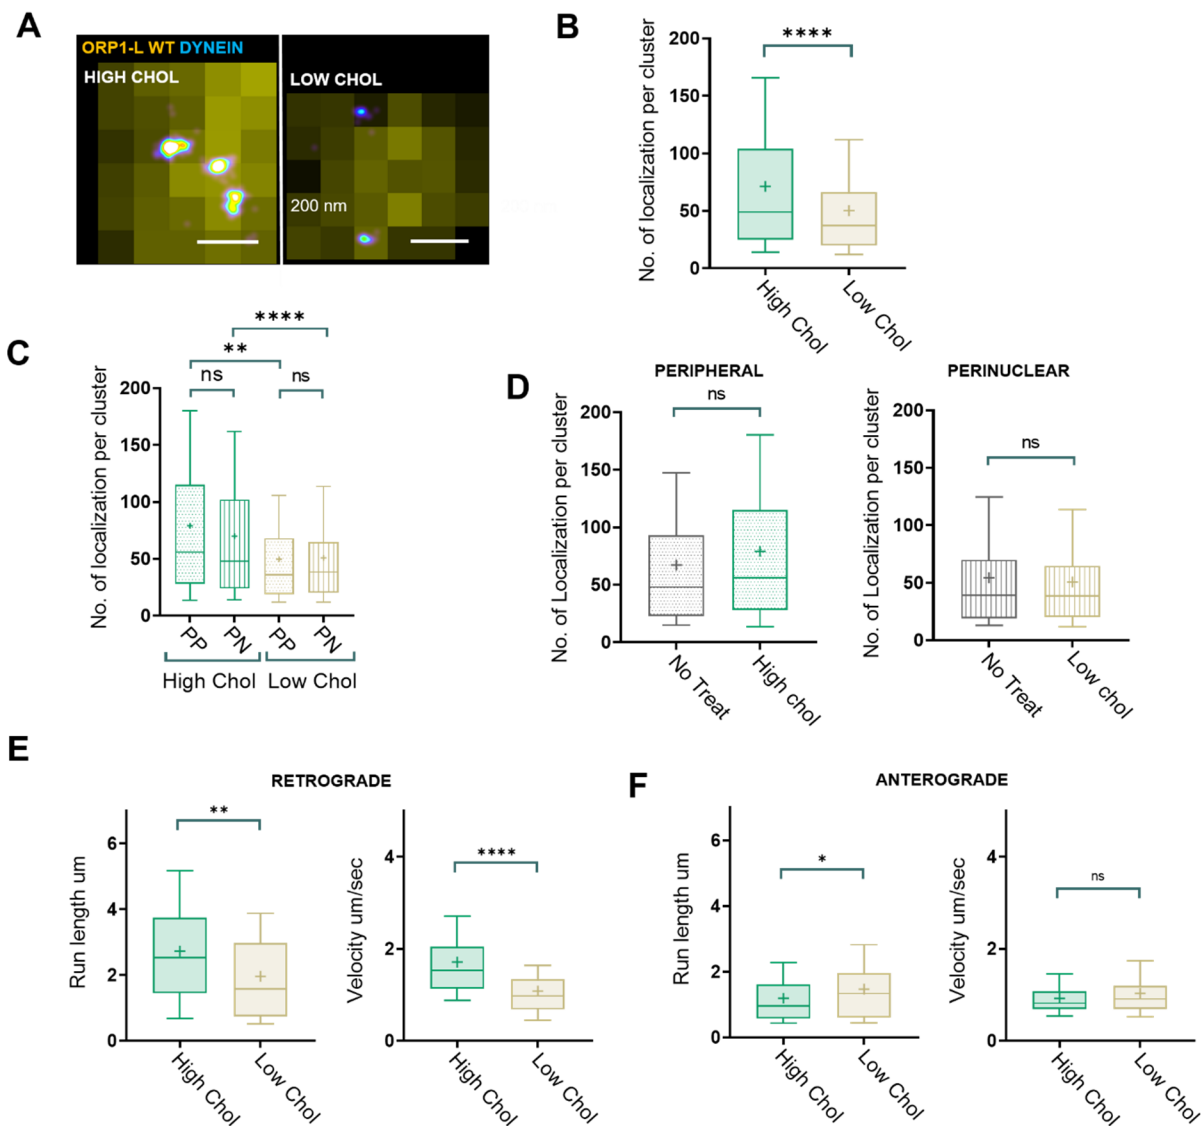 A
ORP1-L WT DYNEIN
HIGH CHOL
LOW CHOL
200 nm
B
No. of localization per cluster
200
150
100
50
0
****
High Chol
Low Chol
C
No. of localization per cluster
200
150
100
50
0
****
**
ns
ns
PP
PN
PP
PN
High Chol
Low Chol
D
PERIPHERAL
No. of Localization per cluster
200
150
100
50
0
ns
No Treat
High chol
PERINUCLEAR
No. of Localization per cluster
200
150
100
50
0
ns
No Treat
Low chol
E
RETROGRADE
Run length um
6
4
2
0
**
High Chol
Low Chol
Velocity um/sec
4
2
0
****
High Chol
Low Chol
F
ANTEROGRADE
Run length um
6
4
2
0
*
High Chol
Low Chol
Velocity um/sec
4
2
0
ns
High Chol
Low Chol